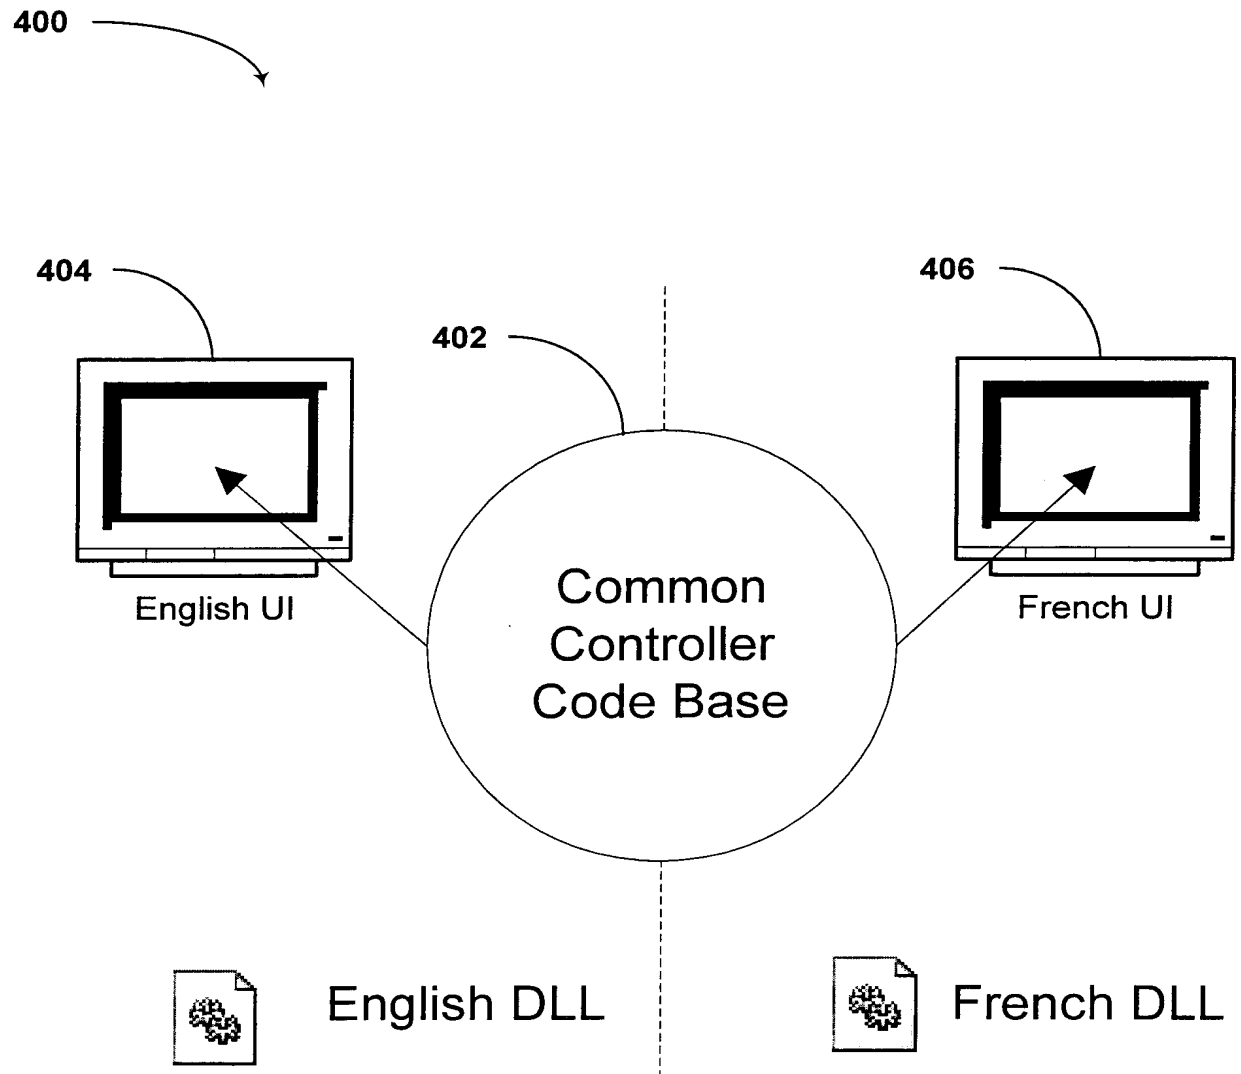 400
404
406
402
English UI
French UI
Common
Controller
Code Base
English DLL
French DLL